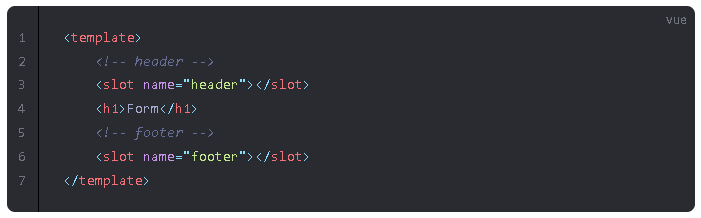 vue
1 <template>
2 <!-- header -->
3 <slot name="header"></slot>
4 <h1>Form</h1>
5 <!-- footer -->
6 <slot name="footer"></slot>
7 </template>